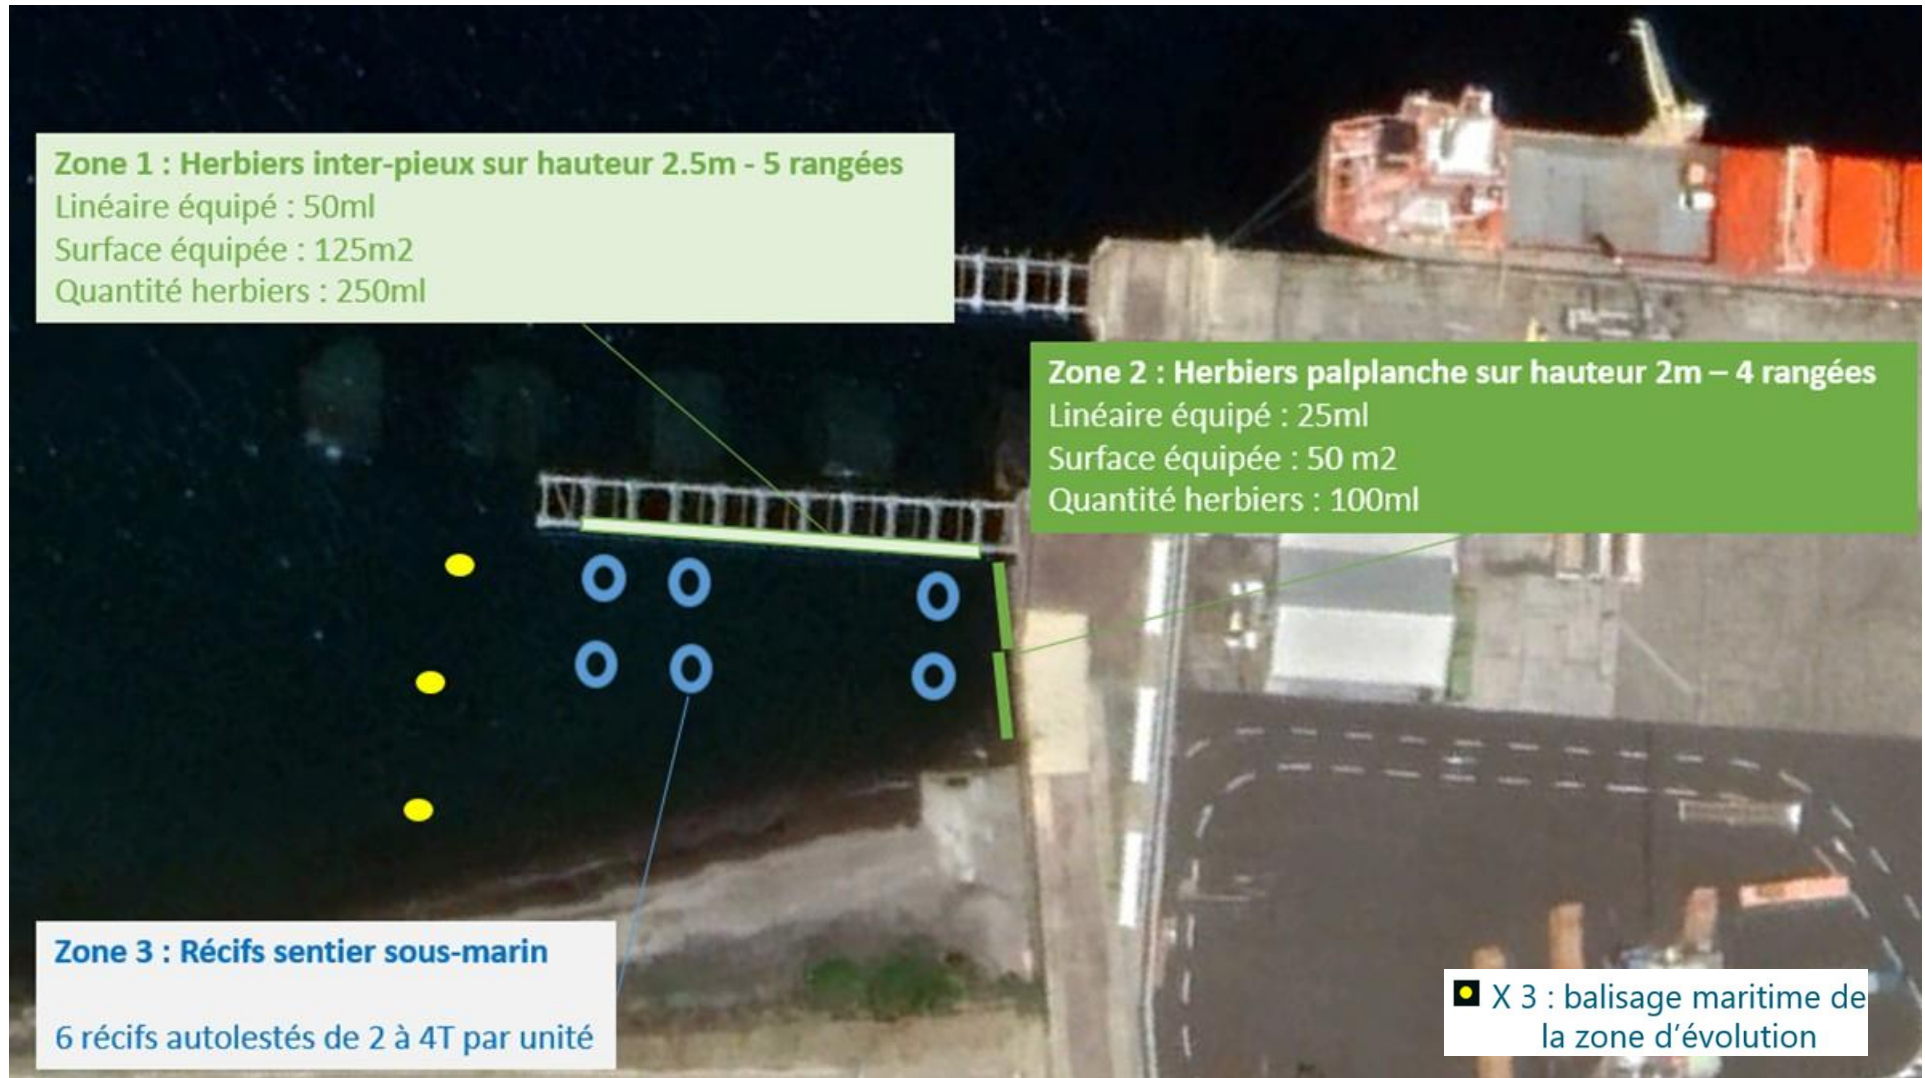 Zone 1 : Herbiers inter-pieux sur hauteur 2.5m - 5 rangées
Linéaire équipé : 50ml
Surface équipée : 125m2
Quantité herbiers : 250ml
Zone 2 : Herbiers palplanche sur hauteur 2m – 4 rangées
Linéaire équipé : 25ml
Surface équipée : 50 m2
Quantité herbiers : 100ml
Zone 3 : Récifs sentier sous-marin
6 récifs autolestés de 2 à 4T par unité
X 3 : balisage maritime de
la zone d’évolution